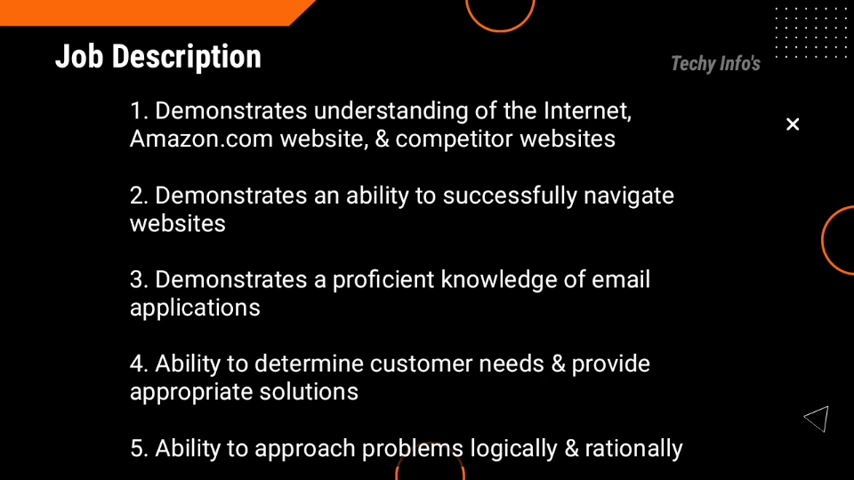 Job Description
Techy Info's
1. Demonstrates understanding of the Internet,
Amazon.com website, & competitor websites
2. Demonstrates an ability to successfully navigate
websites
3. Demonstrates a proficient knowledge of email
applications
4. Ability to determine customer needs & provide
appropriate solutions
5. Ability to approach problems logically & rationally